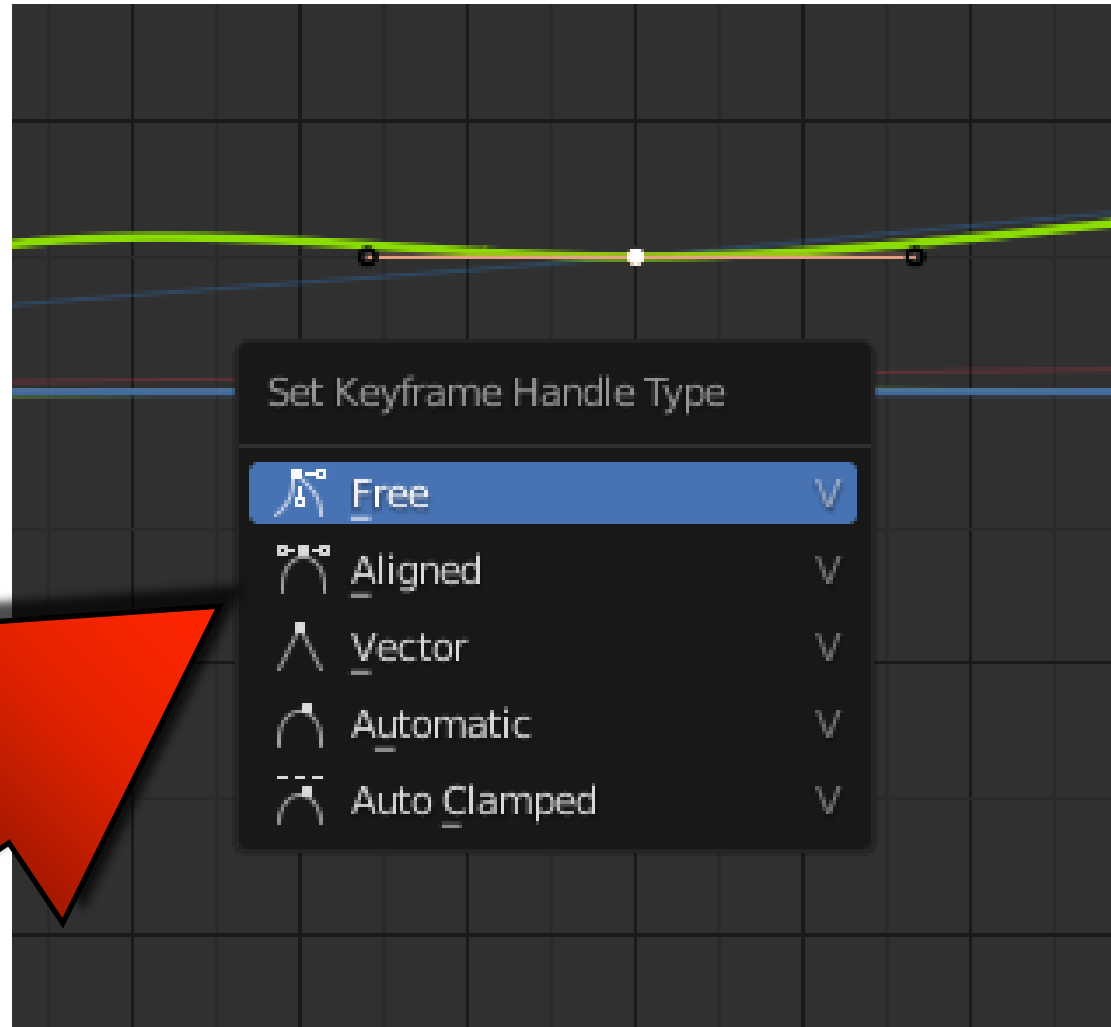 Set Keyframe Handle Type
Free V
Aligned V
Vector V
Automatic V
Auto Clamped V